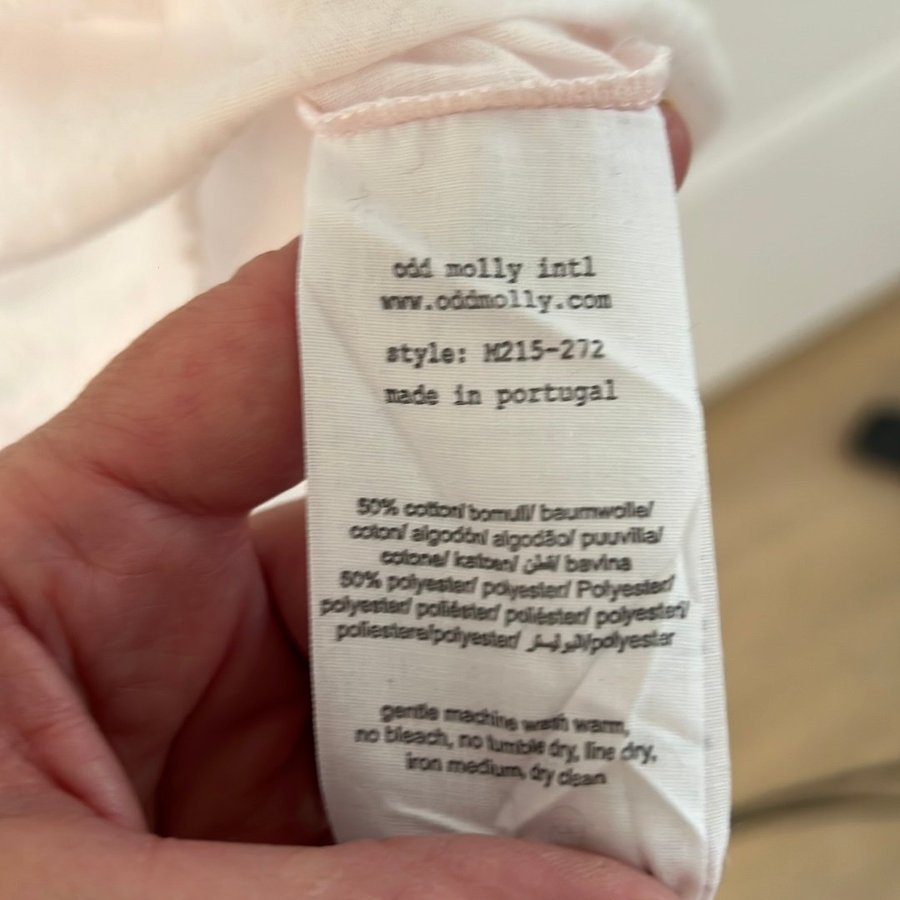 odd molly intl
www.oddmolly.com
style: M215-272
made in portugal
50% cotton/ bomull/ baumwolle/
coton/ algodón/ algodão/ puuvilla/
cotone/ katoen/ قطن/ bavlna
50% polyester/ polyester/ Polyester/
polyester/ poliéster/ poliéster/ polyesteri/
poliestere/polyester/ البوليستر/polyester
gentle machine wash warm,
no bleach, no tumble dry, line dry,
iron medium, dry clean